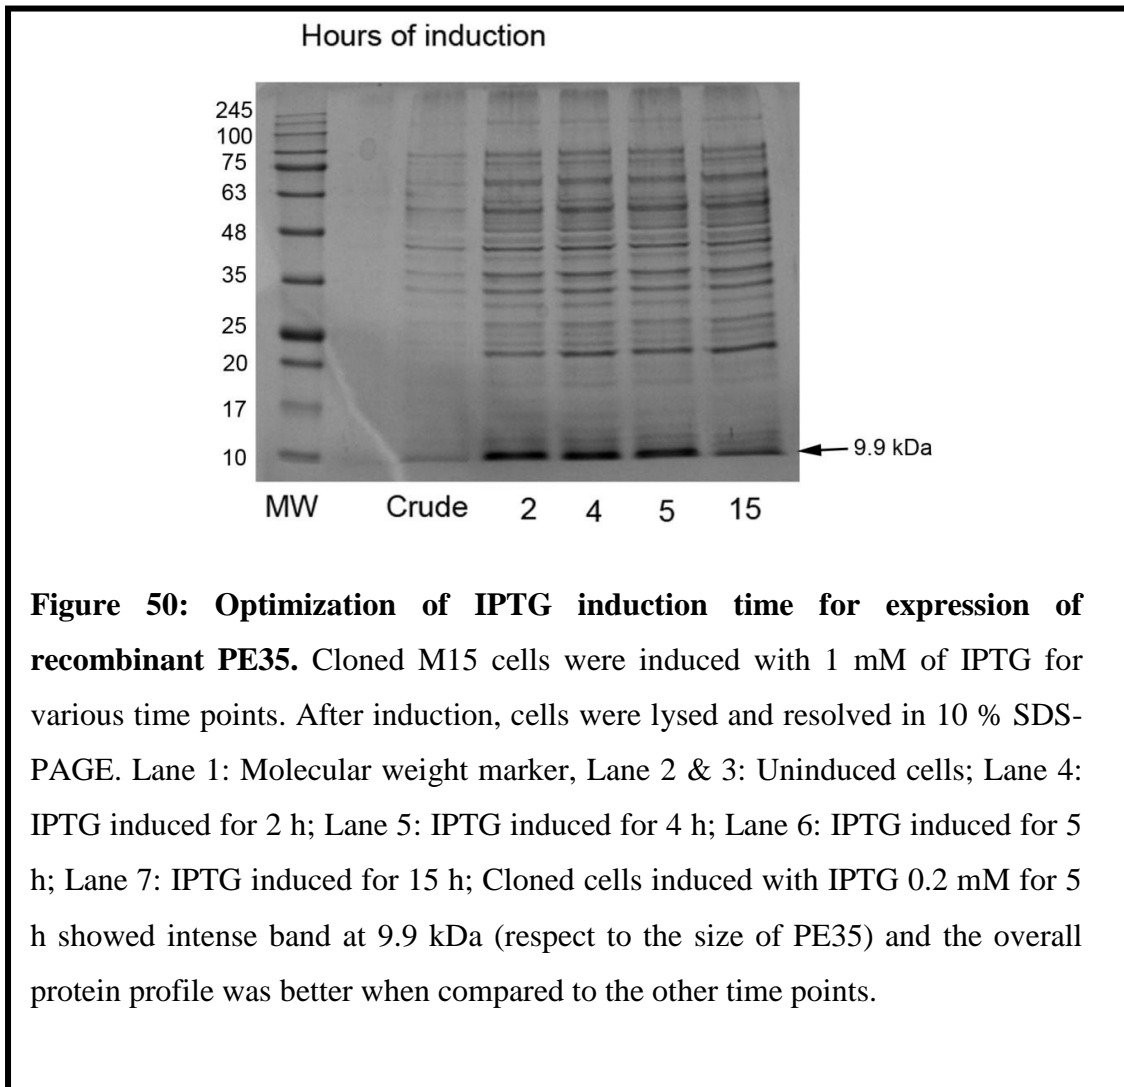 Hours of induction
245
100
75
63
48
35
25
20
17
10
9.9 kDa
MW Crude 2 4 5 15
Figure 50: Optimization of IPTG induction time for expression of
recombinant PE35. Cloned M15 cells were induced with 1 mM of IPTG for
various time points. After induction, cells were lysed and resolved in 10 % SDS-
PAGE. Lane 1: Molecular weight marker, Lane 2 & 3: Uninduced cells; Lane 4:
IPTG induced for 2 h; Lane 5: IPTG induced for 4 h; Lane 6: IPTG induced for 5
h; Lane 7: IPTG induced for 15 h; Cloned cells induced with IPTG 0.2 mM for 5
h showed intense band at 9.9 kDa (respect to the size of PE35) and the overall
protein profile was better when compared to the other time points.